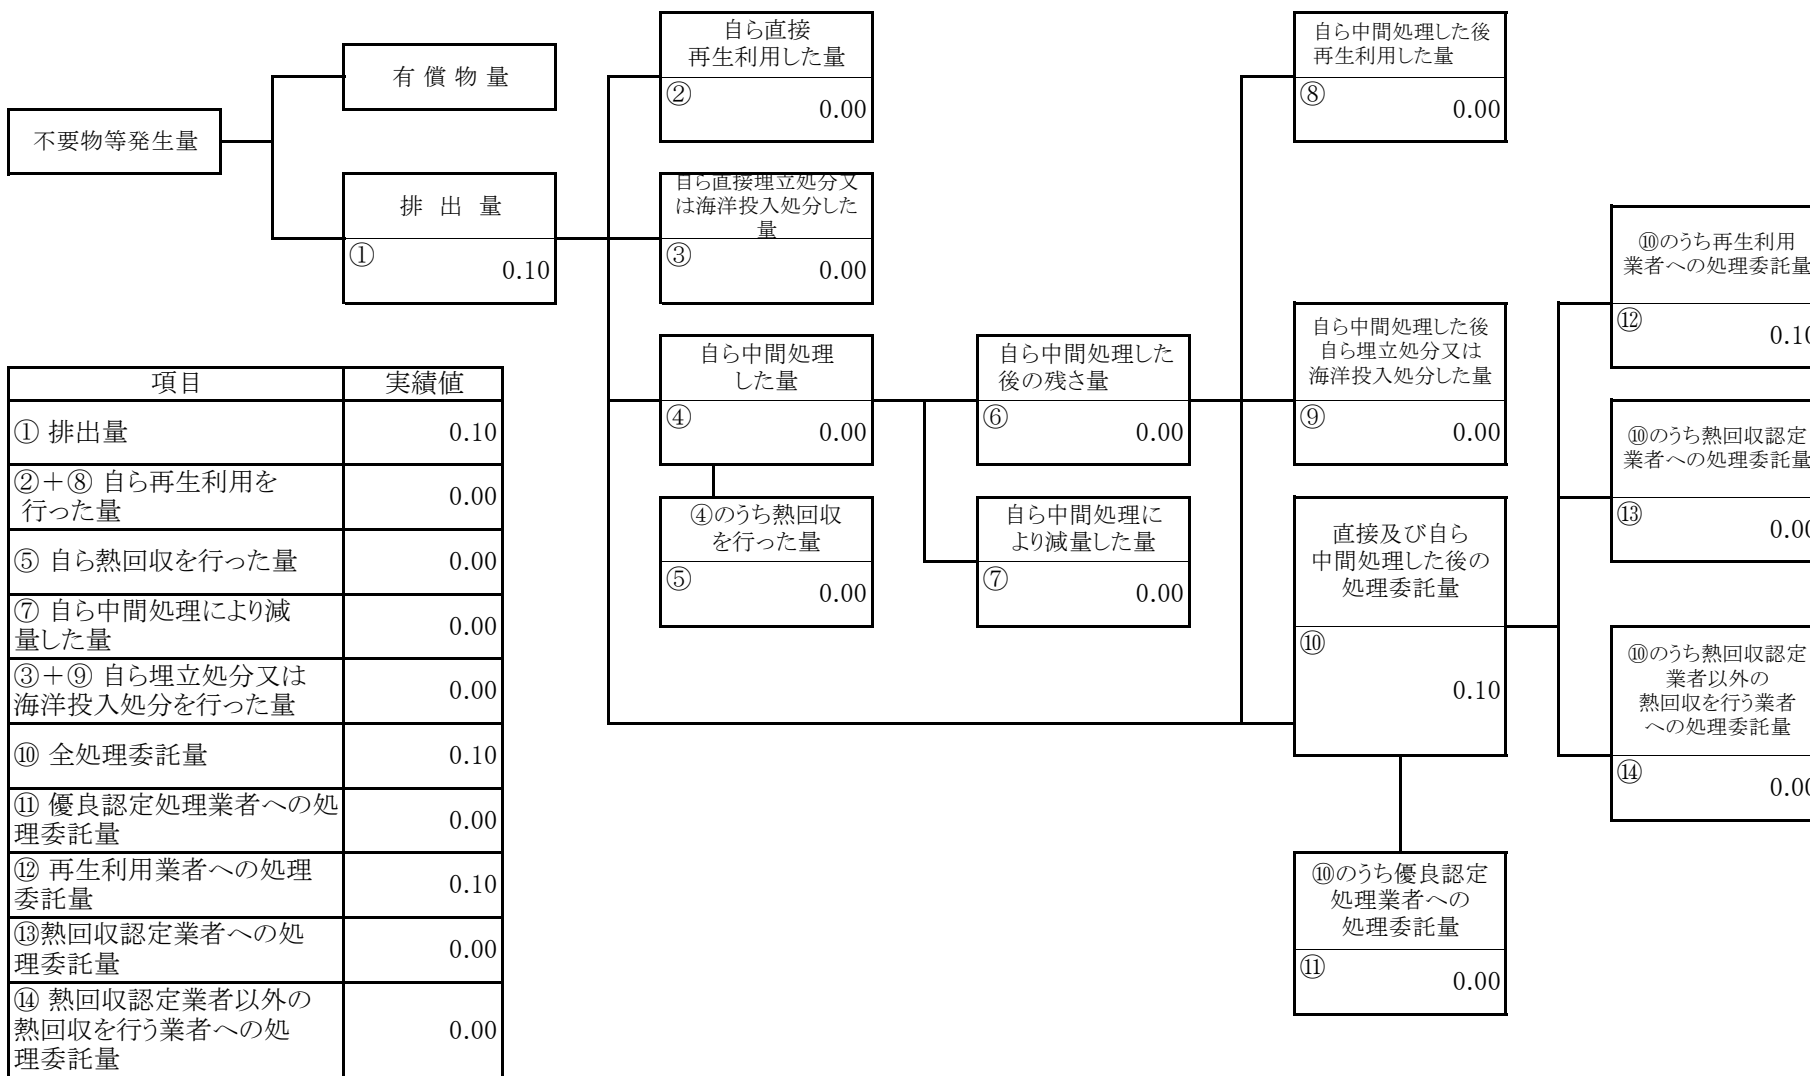 不要物等発生量
有 償 物 量
排 出 量
①
0.10
自ら直接
再生利用した量
②
0.00
自ら直接埋立処分又
は海洋投入処分した
量
③
0.00
自ら中間処理
した量
④
0.00
④のうち熱回収
を行った量
⑤
0.00
自ら中間処理した
後の残さ量
⑥
0.00
自ら中間処理に
より減量した量
⑦
0.00
自ら中間処理した後
再生利用した量
⑧
0.00
自ら中間処理した後
自ら埋立処分又は
海洋投入処分した量
⑨
0.00
直接及び自ら
中間処理した後の
処理委託量
⑩
0.10
⑩のうち優良認定
処理業者への
処理委託量
⑪
0.00
⑩のうち再生利用
業者への処理委託量
⑫
0.10
⑩のうち熱回収認定
業者への処理委託量
⑬
0.00
⑩のうち熱回収認定
業者以外の
熱回収を行う業者
への処理委託量
⑭
0.00
項目 実績値
① 排出量 0.10
②＋⑧ 自ら再生利用を
行った量 0.00
⑤ 自ら熱回収を行った量 0.00
⑦ 自ら中間処理により減
量した量 0.00
③＋⑨ 自ら埋立処分又は
海洋投入処分を行った量 0.00
⑩ 全処理委託量 0.10
⑪ 優良認定処理業者への処
理委託量 0.00
⑫ 再生利用業者への処理
委託量 0.10
⑬熱回収認定業者への処
理委託量 0.00
⑭ 熱回収認定業者以外の
熱回収を行う業者への処
理委託量 0.00